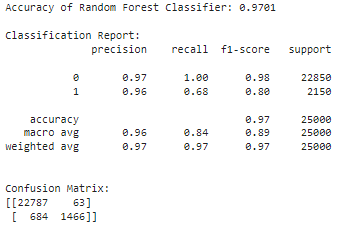 Accuracy of Random Forest Classifier: 0.9701
Classification Report:
precision recall f1-score support
0 0.97 1.00 0.98 22850
1 0.96 0.68 0.80 2150
accuracy 0.97 25000
macro avg 0.96 0.84 0.89 25000
weighted avg 0.97 0.97 0.97 25000
Confusion Matrix:
[[22787 63]
[ 684 1466]]